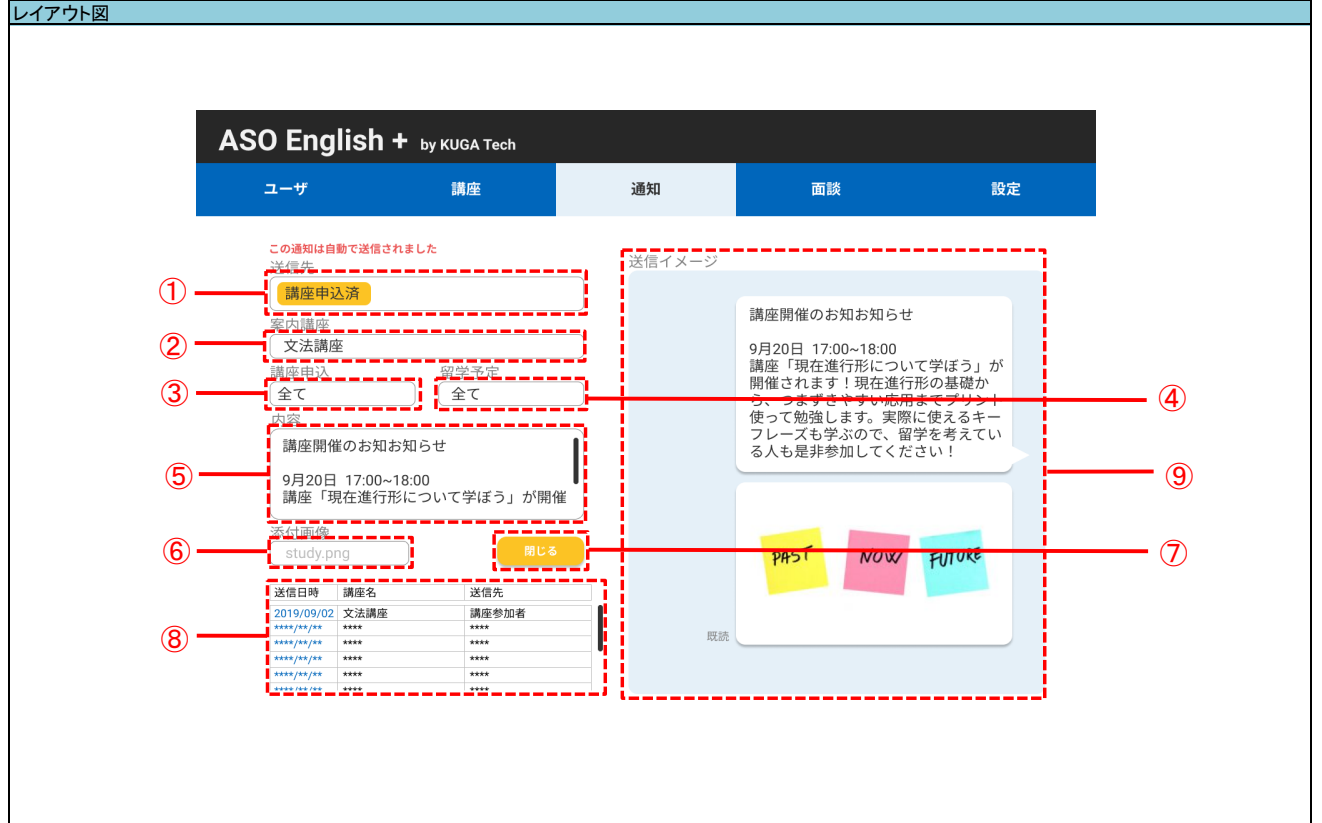 レイアウト図
ASO English + by KUGA Tech
ユーザ 講座 通知 面談 設定
この通知は自動で送信されました
送信先
① 講座申込済
案内講座
② 文法講座
講座申込 留学予定
③ 全て 全て ④
内容
⑤ 講座開催のお知お知らせ
9月20日 17:00~18:00
講座「現在進行形について学ぼう」が開催
添付画像
⑥ study.png 閉じる ⑦
⑧
送信日時 講座名 送信先
2019/09/02 文法講座 講座参加者
****/**/** **** ****
****/**/** **** ****
****/**/** **** ****
****/**/** **** ****
****/**/** **** ****
送信イメージ
講座開催のお知お知らせ
9月20日 17:00~18:00
講座「現在進行形について学ぼう」が
開催されます！現在進行形の基礎か
ら、つまずきやすい応用までプリント
使って勉強します。実際に使えるキー
フレーズも学ぶので、留学を考えてい
る人も是非参加してください！
⑨
PAST NOW FUTURE
既読